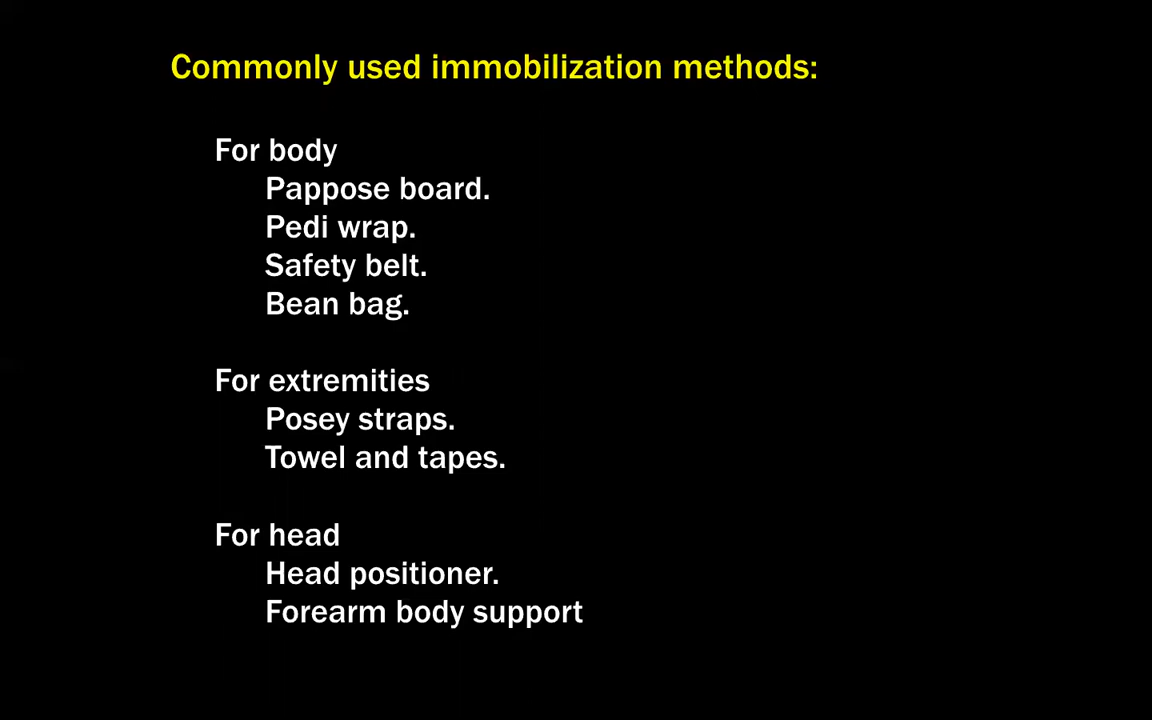 Commonly used immobilization methods:
For body
Pappose board.
Pedi wrap.
Safety belt.
Bean bag.
For extremities
Posey straps.
Towel and tapes.
For head
Head positioner.
Forearm body support